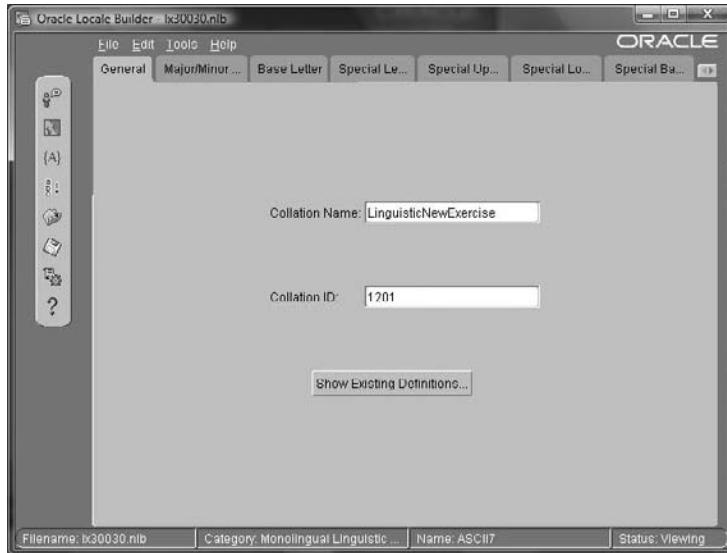 Oracle Locale Builder - lx30030.nlb
File Edit Tools Help
ORACLE
General Major/Minor ... Base Letter Special Le... Special Up... Special Lo... Special Ba...
{A}
?
Collation Name: LinguisticNewExercise
Collation ID: 1201
Show Existing Definitions...
Filename: lx30030.nlb Category: Monolingual Linguistic ... Name: ASCII7 Status: Viewing